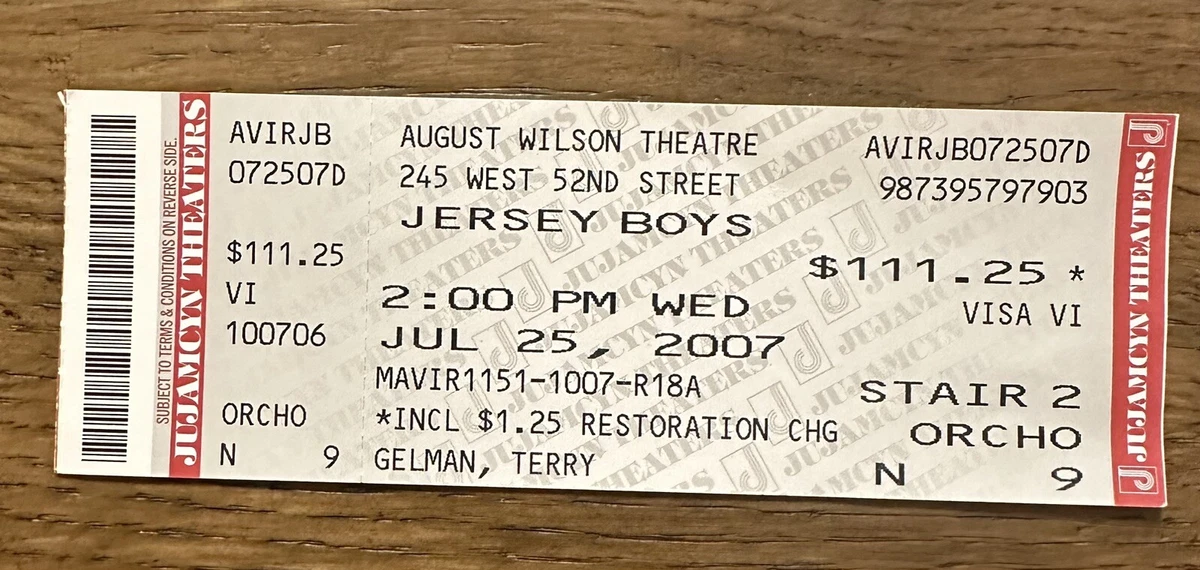 SUBJECT TO TERMS & CONDITIONS ON REVERSE SIDE.
JUJAMCYN THEATERS
AVIRJB
072507D
$111.25
VI
100706
ORCHO
N 9
AUGUST WILSON THEATRE
245 WEST 52ND STREET
JERSEY BOYS
2:00 PM WED
JUL 25, 2007
MAVIR1151-1007-R18A
*INCL $1.25 RESTORATION CHG
GELMAN, TERRY
AVIRJB072507D
987395797903
$111.25 *
VISA VI
STAIR 2
ORCHO
N 9
JUJAMCYN THEATERS